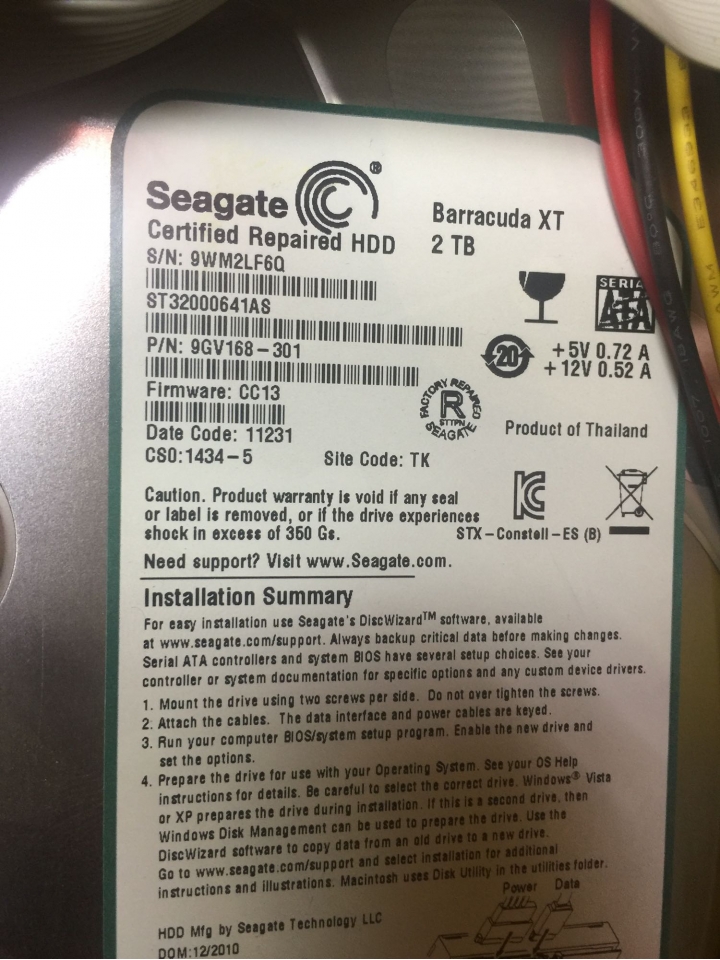 Seagate ®
Barracuda XT
Certified Repaired HDD
2 TB
S/N: 9WM2LF6Q
ST32000641AS
SERIAL
ATA
P/N: 9GV168-301
20
+5V 0.72 A
+12V 0.52 A
Firmware: CC13
FACTORY REPAIRED
R
STTPN
SEAGATE
Date Code: 11231
Product of Thailand
CSO:1434-5
Site Code: TK
Caution. Product warranty is void if any seal
or label is removed, or if the drive experiences
shock in excess of 350 Gs.
STX-Constell-ES (B)
Need support? Visit www.Seagate.com.
Installation Summary
For easy installation use Seagate's DiscWizard™ software, available
at www.seagate.com/support. Always backup critical data before making changes.
Serial ATA controllers and system BIOS have several setup choices. See your
controller or system documentation for specific options and any custom device drivers.
1. Mount the drive using two screws per side. Do not over tighten the screws.
2. Attach the cables. The data interface and power cables are keyed.
3. Run your computer BIOS/system setup program. Enable the new drive and
set the options.
4. Prepare the drive for use with your Operating System. See your OS Help
instructions for details. Be careful to select the correct drive. Windows® Vista
or XP prepares the drive during installation. If this is a second drive, then
Windows Disk Management can be used to prepare the drive. Use the
DiscWizard software to copy data from an old drive to a new drive.
Go to www.seagate.com/support and select installation for additional
instructions and illustrations. Macintosh uses Disk Utility in the utilities folder.
Power Data
HDD Mfg by Seagate Technology LLC
DOM:12/2010